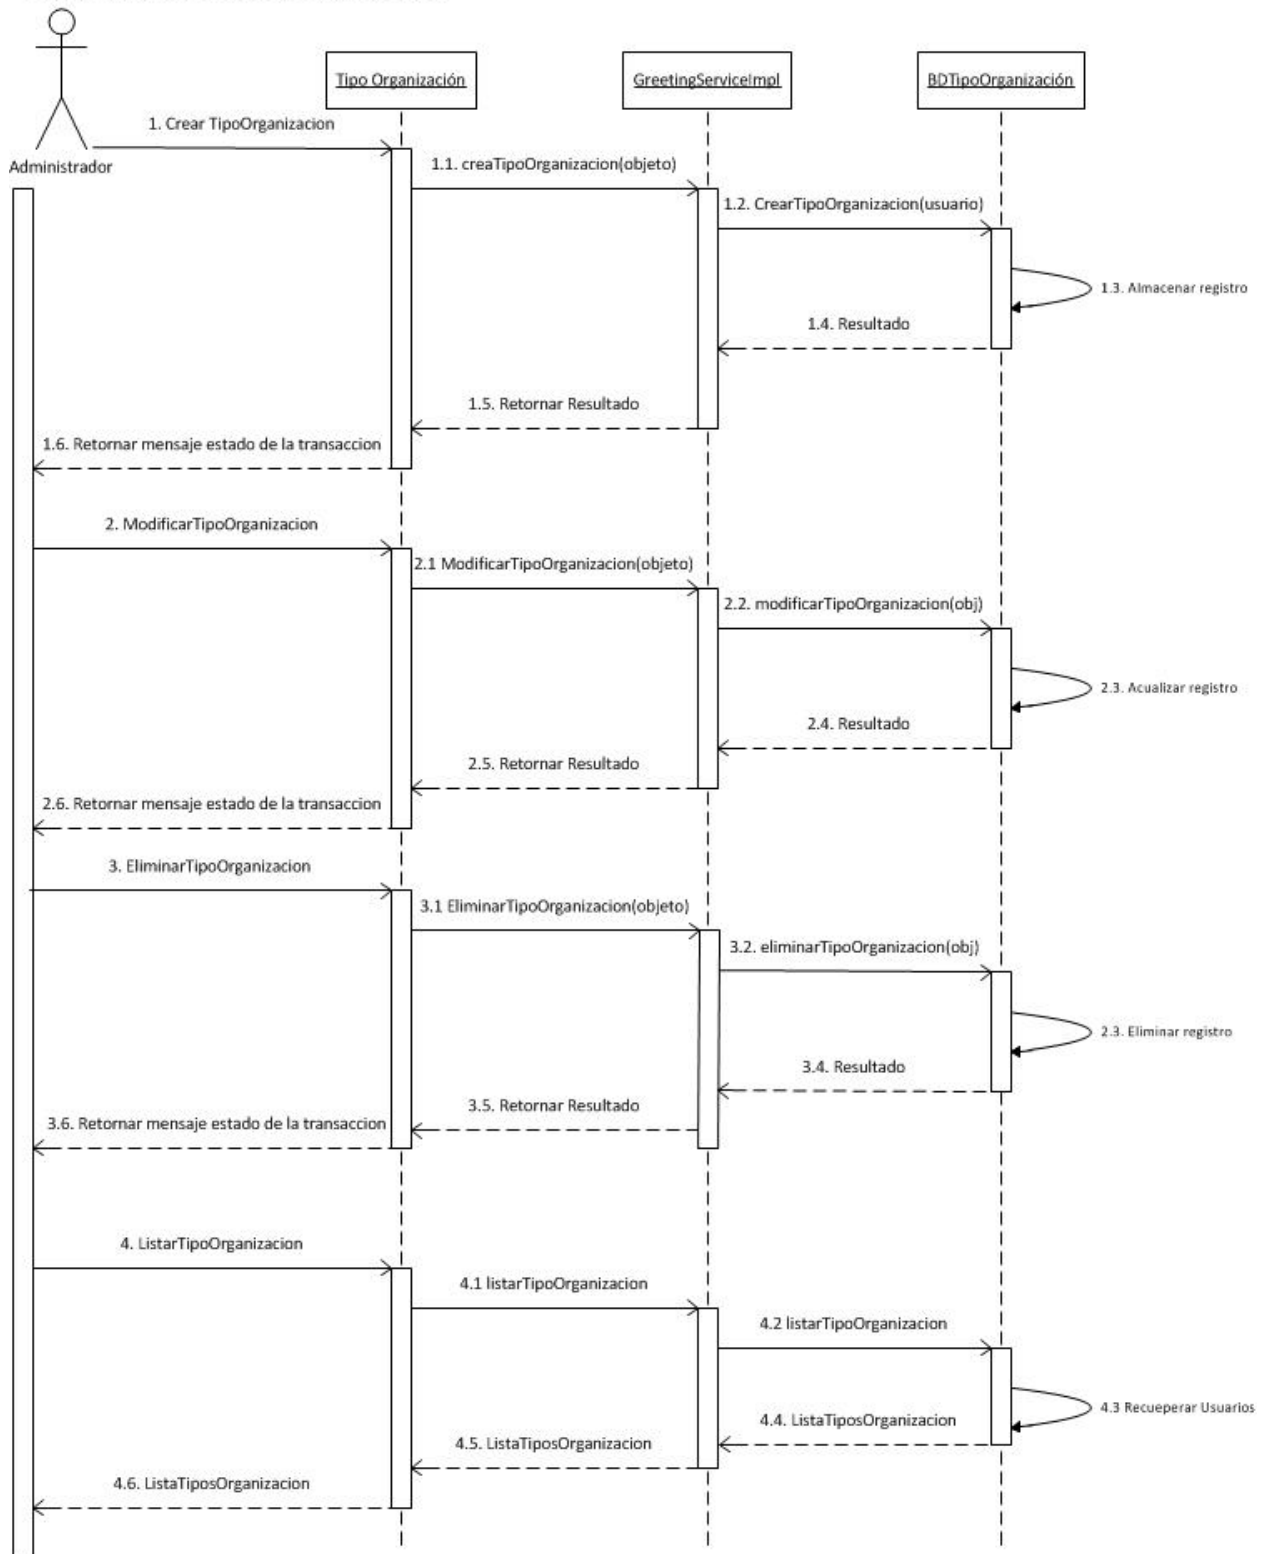 Tipo Organización
GreetingServiceImpl
BDTipoOrganización
Administrador
1. Crear TipoOrganizacion
1.1. creaTipoOrganizacion(objeto)
1.2. CrearTipoOrganizacion(usuario)
1.3. Almacenar registro
1.4. Resultado
1.5. Retornar Resultado
1.6. Retornar mensaje estado de la transaccion
2. ModificarTipoOrganizacion
2.1 ModificarTipoOrganizacion(objeto)
2.2. modificarTipoOrganizacion(obj)
2.3. Acualizar registro
2.4. Resultado
2.5. Retornar Resultado
2.6. Retornar mensaje estado de la transaccion
3. EliminarTipoOrganizacion
3.1 EliminarTipoOrganizacion(objeto)
3.2. eliminarTipoOrganizacion(obj)
2.3. Eliminar registro
3.4. Resultado
3.5. Retornar Resultado
3.6. Retornar mensaje estado de la transaccion
4. ListarTipoOrganizacion
4.1 listarTipoOrganizacion
4.2 listarTipoOrganizacion
4.3 Recueperar Usuarios
4.4. ListaTiposOrganizacion
4.5. ListaTiposOrganizacion
4.6. ListaTiposOrganizacion